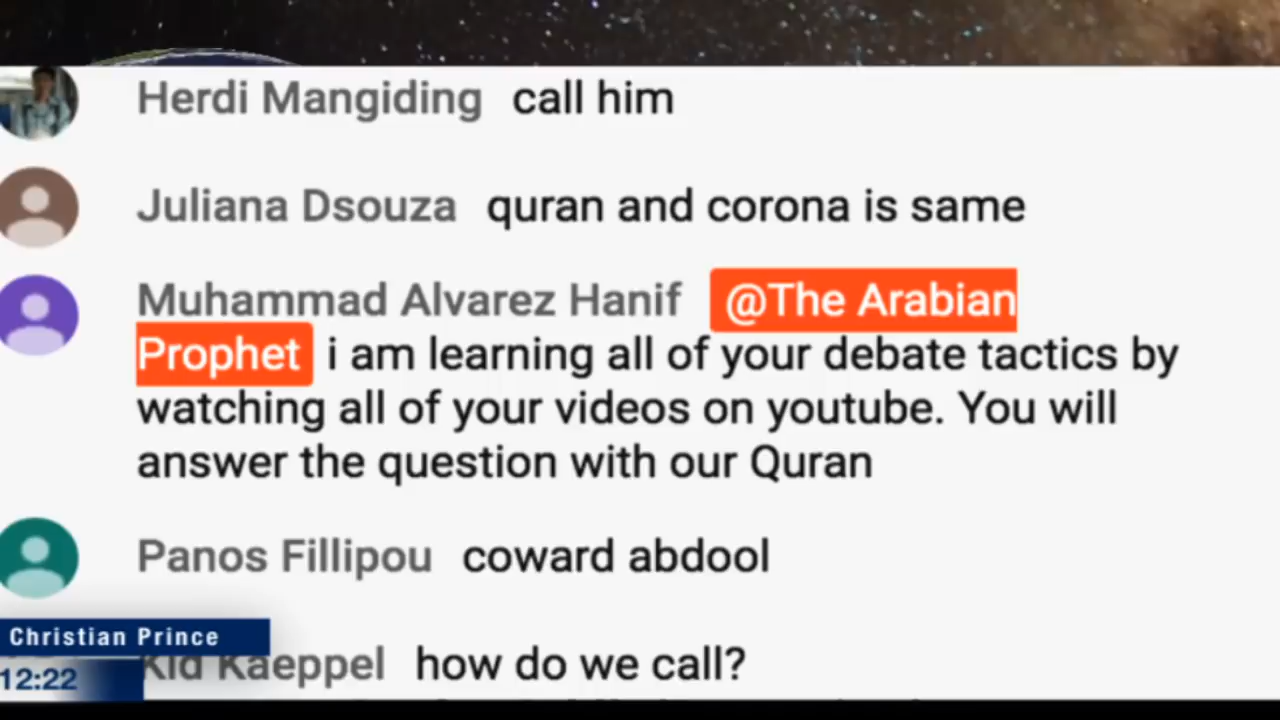 Herdi Mangiding call him
Juliana Dsouza quran and corona is same
Muhammad Alvarez Hanif @The Arabian
Prophet i am learning all of your debate tactics by
watching all of your videos on youtube. You will
answer the question with our Quran
Panos Fillipou coward abdool
Christian Prince
Kid Kaeppel how do we call?
12:22